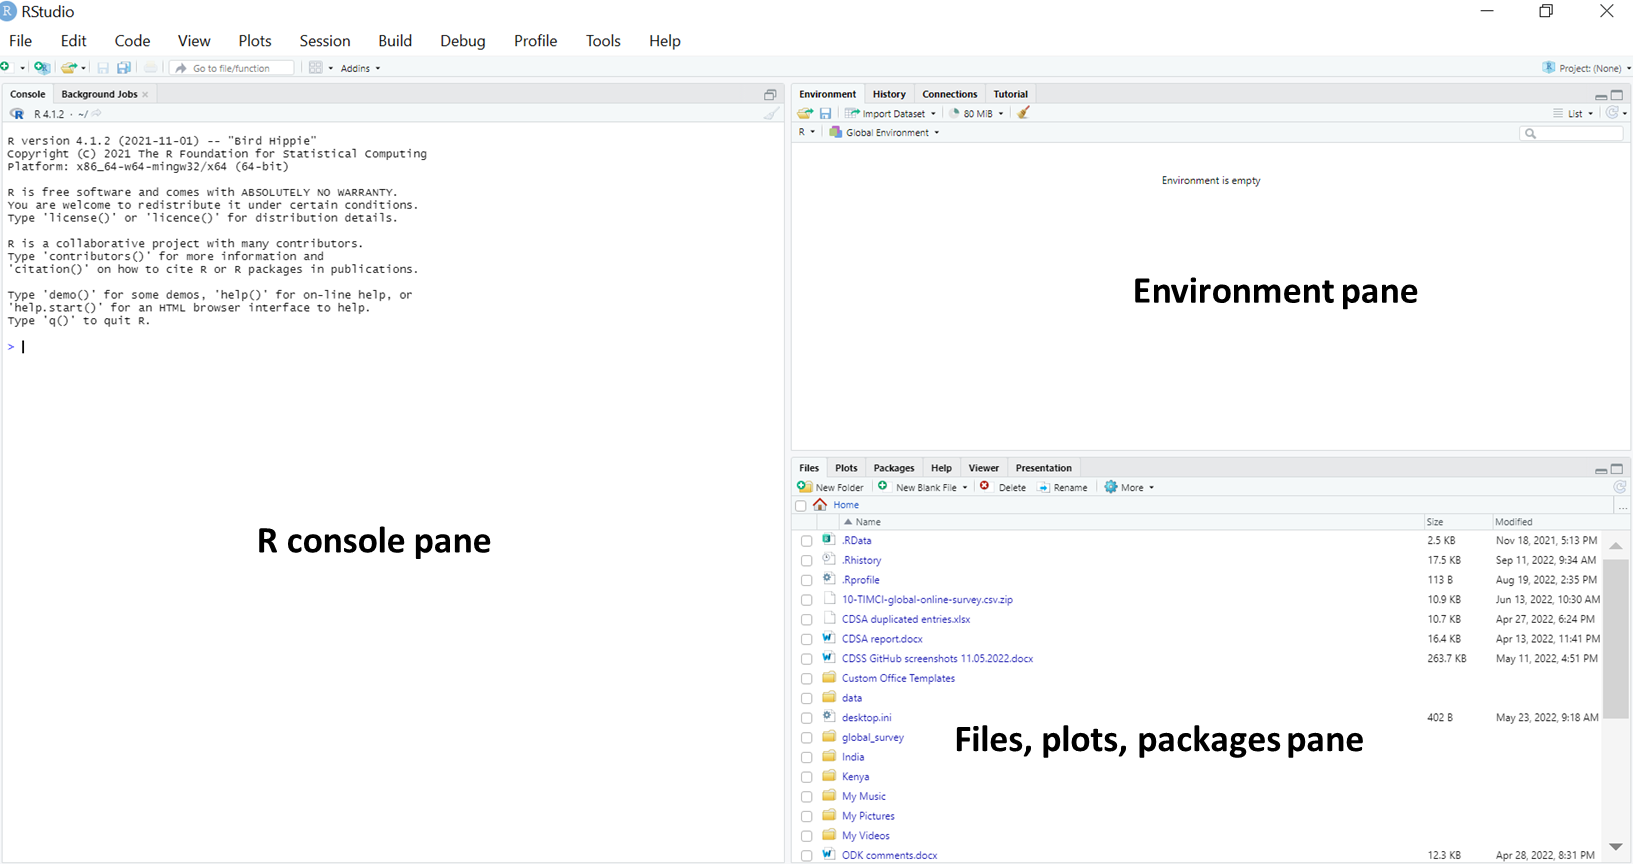 RStudio
File Edit Code View Plots Session Build Debug Profile Tools Help
Go to file/function Addins Project: (None)
Console Background Jobs
R 4.1.2 · ~/
R version 4.1.2 (2021-11-01) -- "Bird Hippie"
Copyright (C) 2021 The R Foundation for Statistical Computing
Platform: x86_64-w64-mingw32/x64 (64-bit)
R is free software and comes with ABSOLUTELY NO WARRANTY.
You are welcome to redistribute it under certain conditions.
Type 'license()' or 'licence()' for distribution details.
R is a collaborative project with many contributors.
Type 'contributors()' for more information and
'citation()' on how to cite R or R packages in publications.
Type 'demo()' for some demos, 'help()' for on-line help, or
'help.start()' for an HTML browser interface to help.
Type 'q()' to quit R.
>
R console pane
Environment History Connections Tutorial
Import Dataset 80 MiB List
R Global Environment
Environment is empty
Environment pane
Files Plots Packages Help Viewer Presentation
New Folder New Blank File Delete Rename More
Home ...
Name Size Modified
.RData 2.5 KB Nov 18, 2021, 5:13 PM
.Rhistory 17.5 KB Sep 11, 2022, 9:34 AM
.Rprofile 113 B Aug 19, 2022, 2:35 PM
10-TIMCI-global-online-survey.csv.zip 10.9 KB Jun 13, 2022, 10:30 AM
CDSA duplicated entries.xlsx 10.7 KB Apr 27, 2022, 6:24 PM
CDSA report.docx 16.4 KB Apr 13, 2022, 11:41 PM
CDSS GitHub screenshots 11.05.2022.docx 263.7 KB May 11, 2022, 4:51 PM
Custom Office Templates
data
desktop.ini 402 B May 23, 2022, 9:18 AM
global_survey
Files, plots, packages pane
India
Kenya
My Music
My Pictures
My Videos
ODK comments.docx 12.3 KB Apr 28, 2022, 8:31 PM